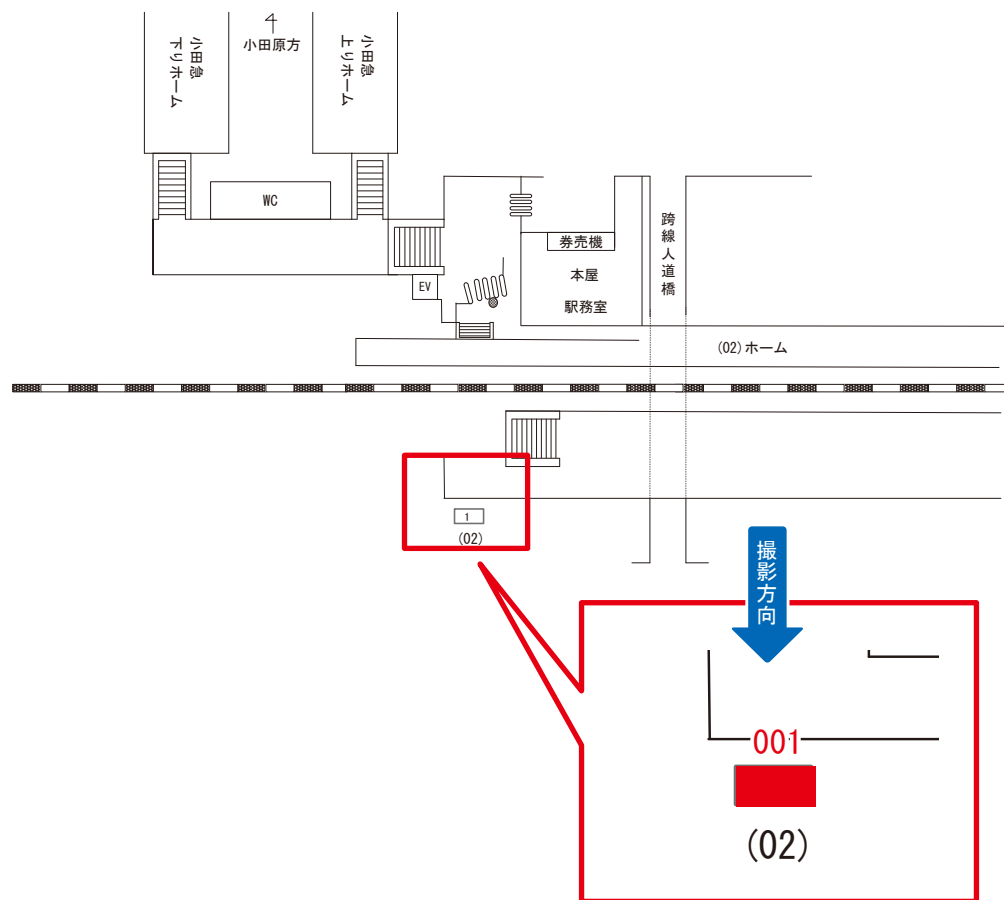 小田原方
小田急
下りホーム
小田急
上りホーム
WC
EV
券売機
本屋
駅務室
跨線人道橋
(02)ホーム
1
(02)
撮影方向
001
(02)